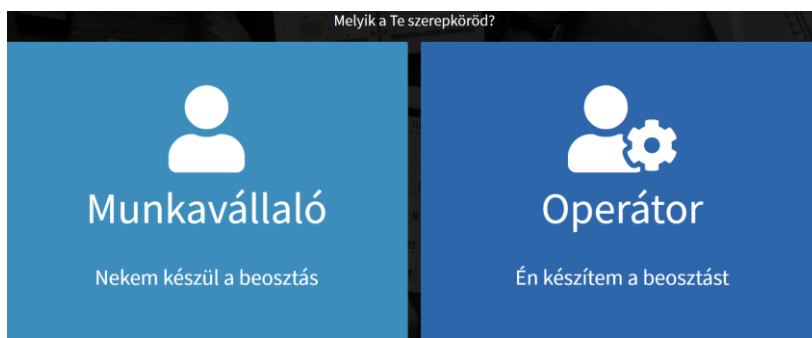 Melyik a Te szerepköröd?
Munkavállaló
Nekem készül a beosztás
Operátor
Én készítem a beosztást